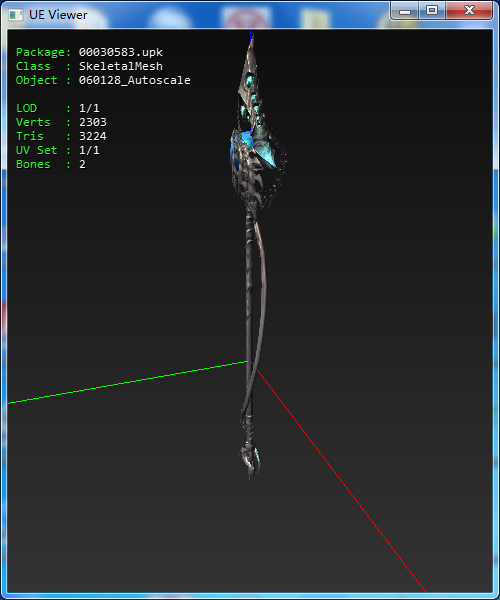 UE Viewer
Package: 00030583.upk
Class : SkeletalMesh
Object : 060128_Autoscale
LOD : 1/1
Verts : 2303
Tris : 3224
UV Set : 1/1
Bones : 2